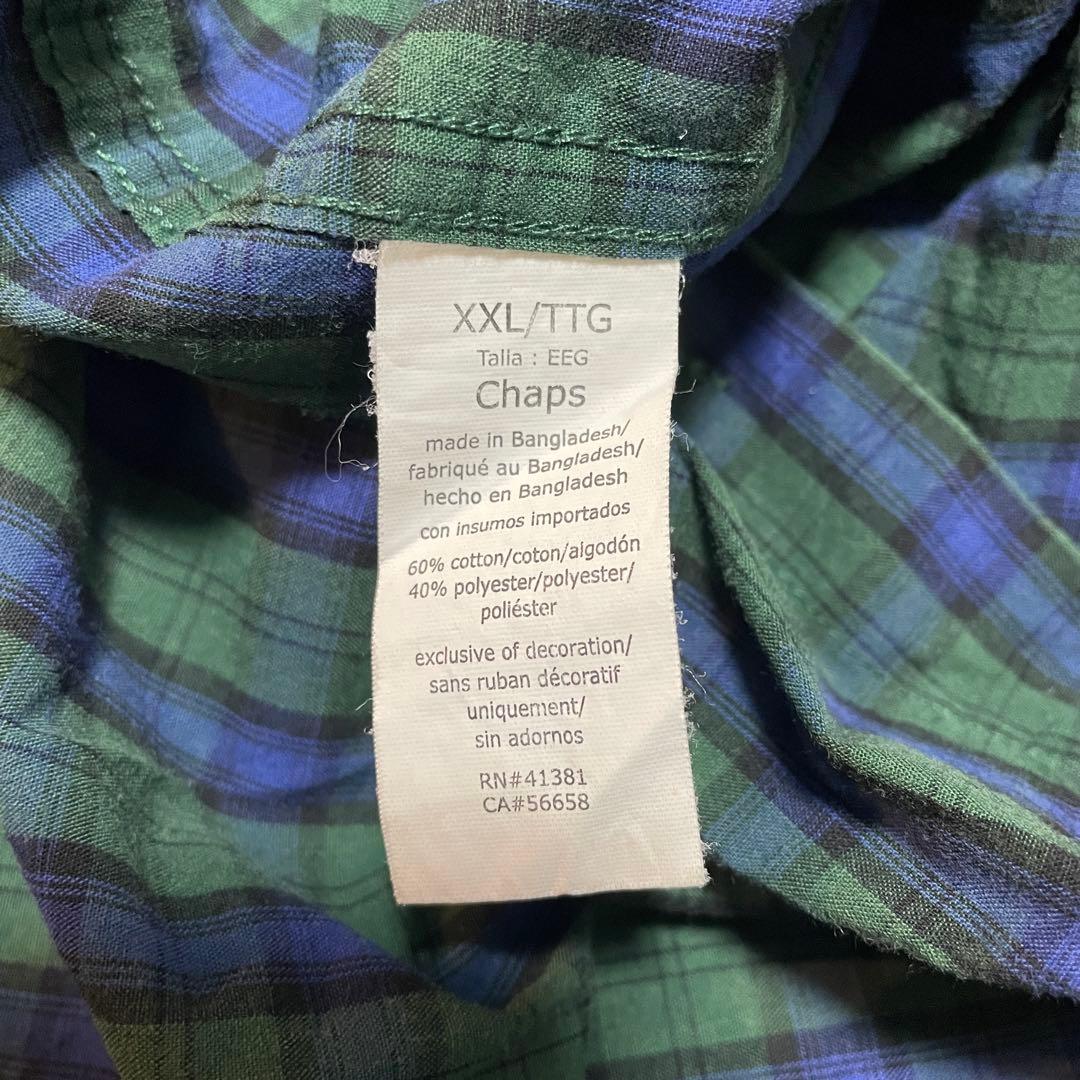 XXL/TTG
Talla : EEG
Chaps
made in Bangladesh/
fabriqué au Bangladesh/
hecho en Bangladesh
con insumos importados
60% cotton/coton/algodón
40% polyester/polyester/
poliéster
exclusive of decoration/
sans ruban décoratif
uniquement/
sin adornos
RN#41381
CA#56658